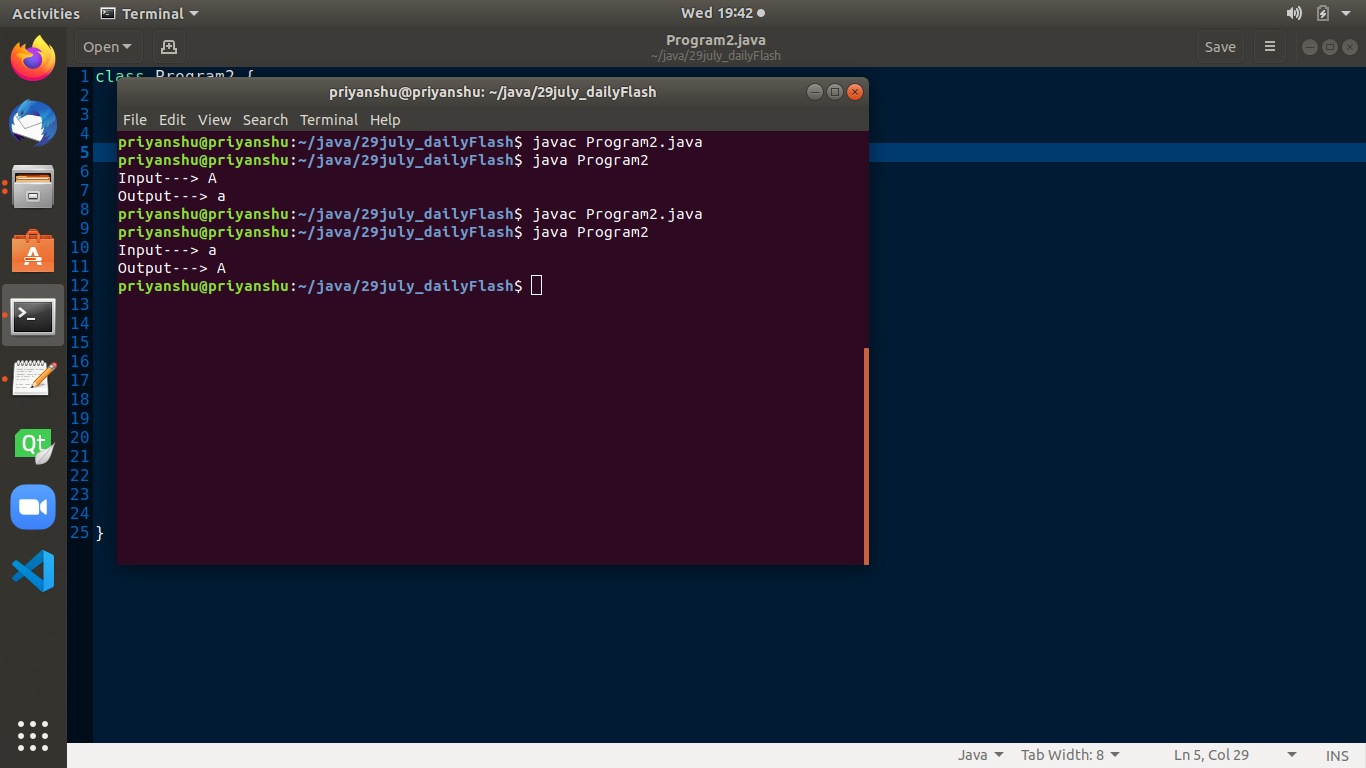 Activities Terminal Wed 19:42
Open Program2.java Save
~/java/29july_dailyFlash
1 class Program2 {
priyanshu@priyanshu: ~/java/29july_dailyFlash
File Edit View Search Terminal Help
priyanshu@priyanshu:~/java/29july_dailyFlash$ javac Program2.java
priyanshu@priyanshu:~/java/29july_dailyFlash$ java Program2
Input---> A
Output---> a
priyanshu@priyanshu:~/java/29july_dailyFlash$ javac Program2.java
priyanshu@priyanshu:~/java/29july_dailyFlash$ java Program2
Input---> a
Output---> A
priyanshu@priyanshu:~/java/29july_dailyFlash$
2
3
4
5
6
7
8
9
10
11
12
13
14
15
16
17
18
19
20
21
22
23
24
25 }
Qt
Java Tab Width: 8 Ln 5, Col 29 INS